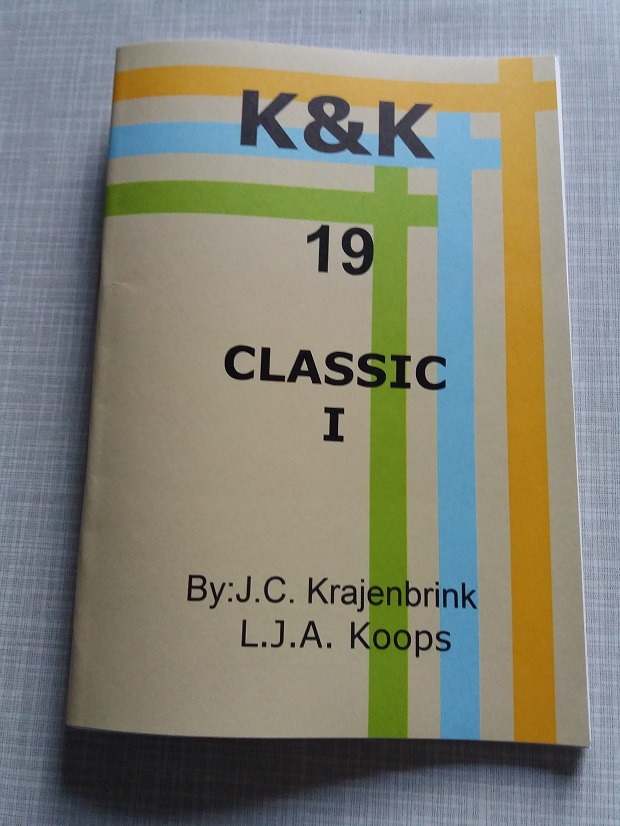 K&K
19
CLASSIC
I
By:J.C. Krajenbrink
L.J.A. Koops